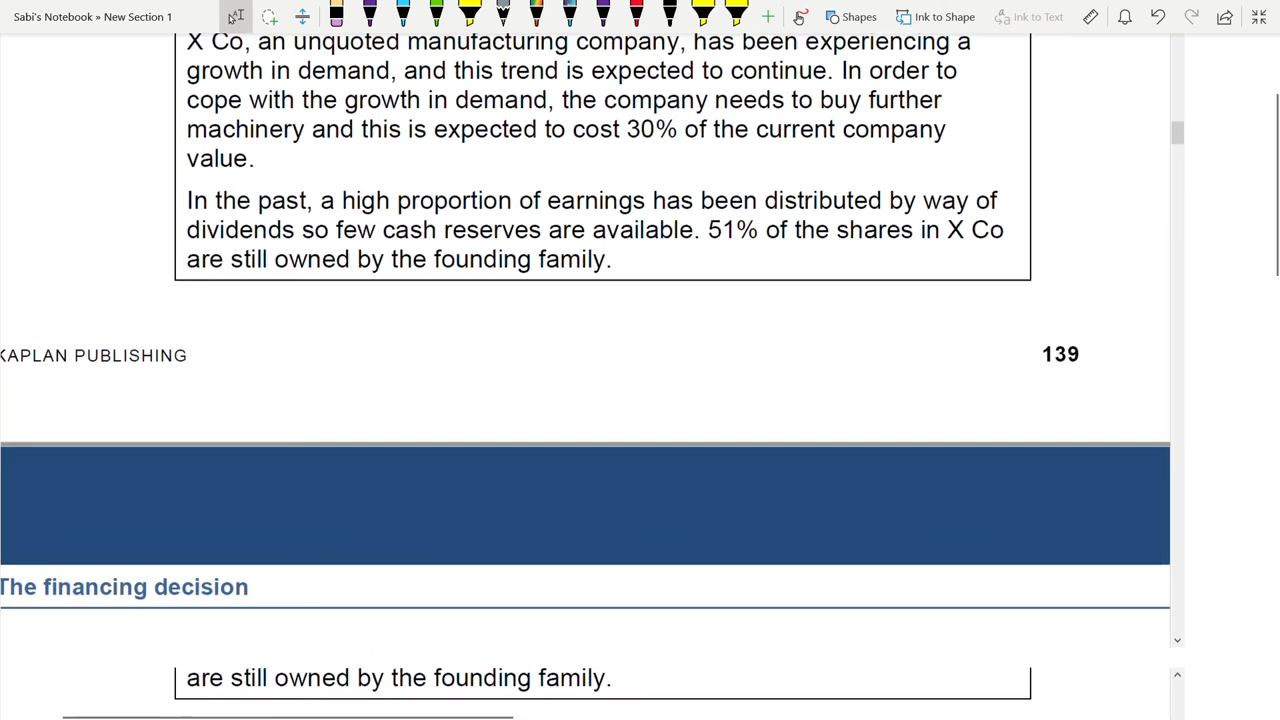 Sabi's Notebook » New Section 1
Shapes
Ink to Shape
Ink to Text
X Co, an unquoted manufacturing company, has been experiencing a
growth in demand, and this trend is expected to continue. In order to
cope with the growth in demand, the company needs to buy further
machinery and this is expected to cost 30% of the current company
value.
In the past, a high proportion of earnings has been distributed by way of
dividends so few cash reserves are available. 51% of the shares in X Co
are still owned by the founding family.
KAPLAN PUBLISHING
139
The financing decision
are still owned by the founding family.